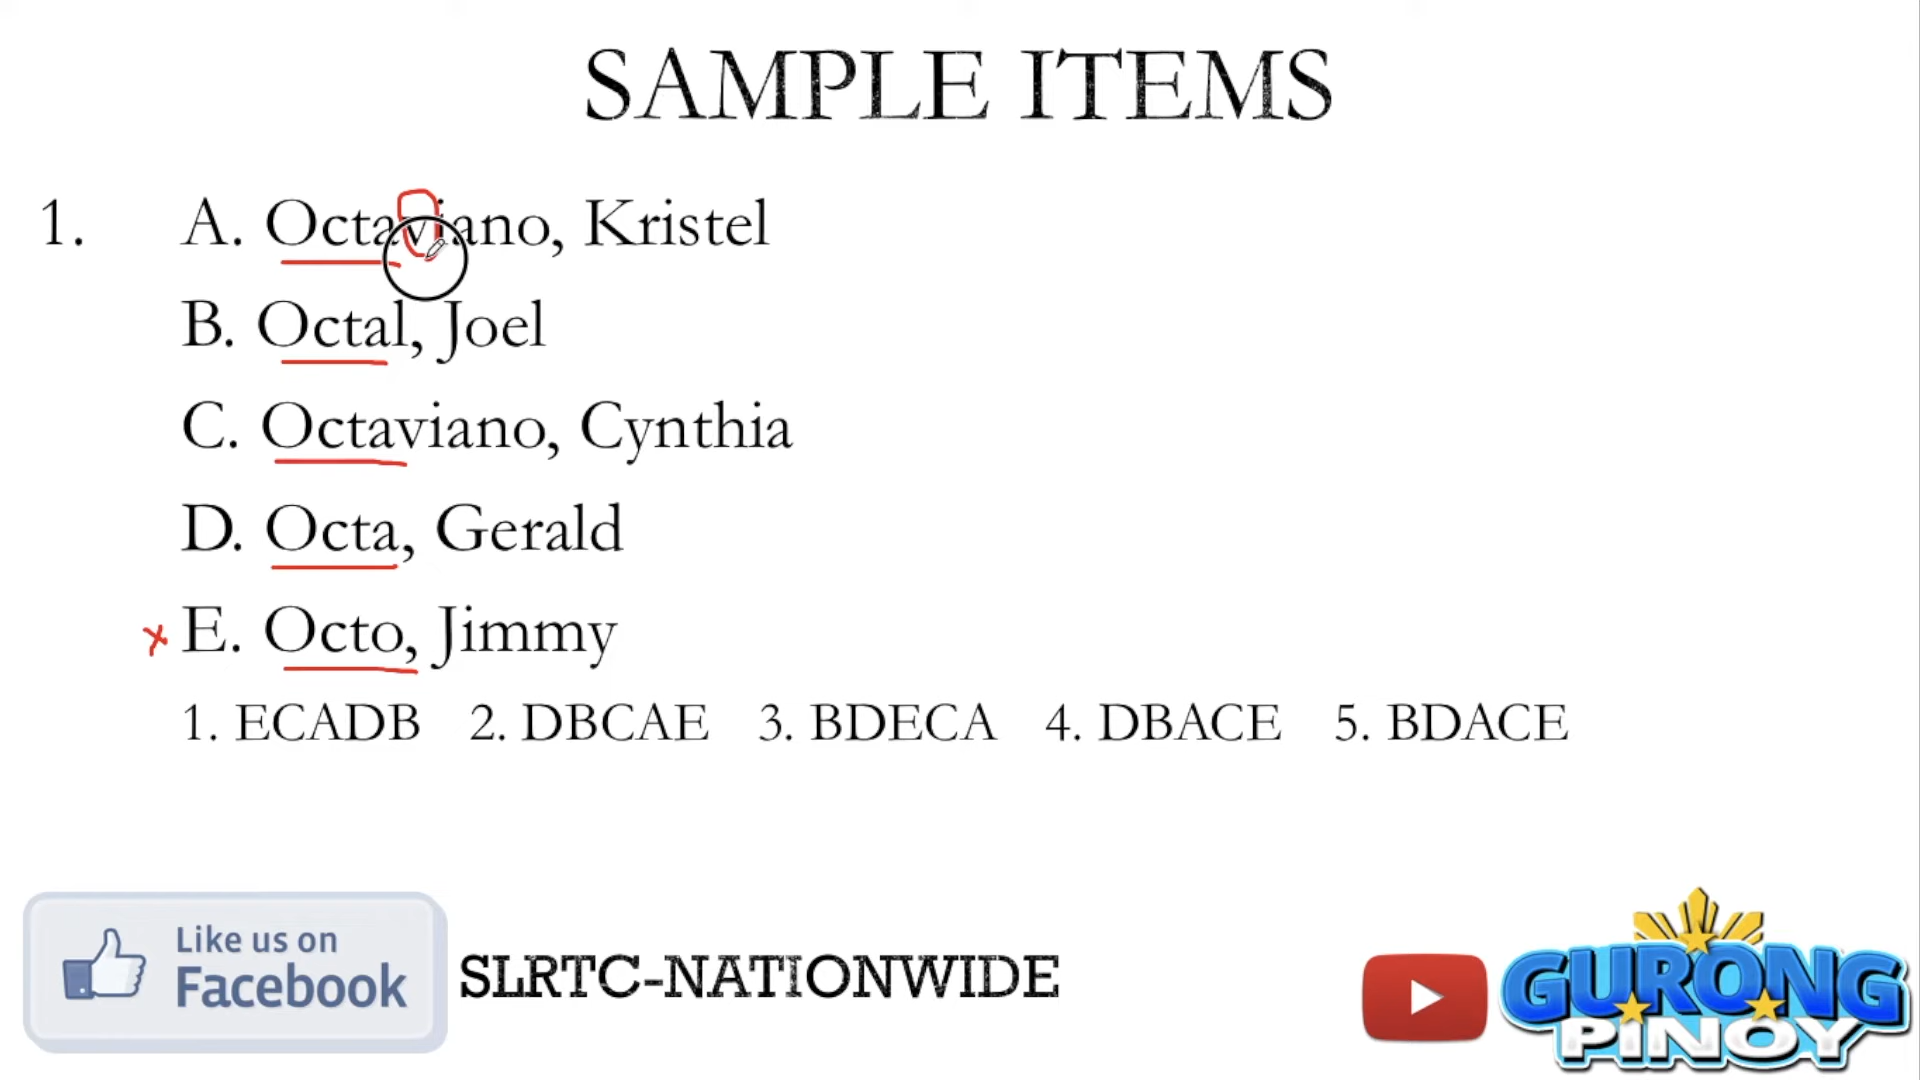 SAMPLE ITEMS
1. A. Octaviano, Kristel
B. Octal, Joel
C. Octaviano, Cynthia
D. Octa, Gerald
x E. Octo, Jimmy
1. ECADB 2. DBCAE 3. BDECA 4. DBACE 5. BDACE
Like us on
Facebook
SLRTC-NATIONWIDE
GURONG
PINOY